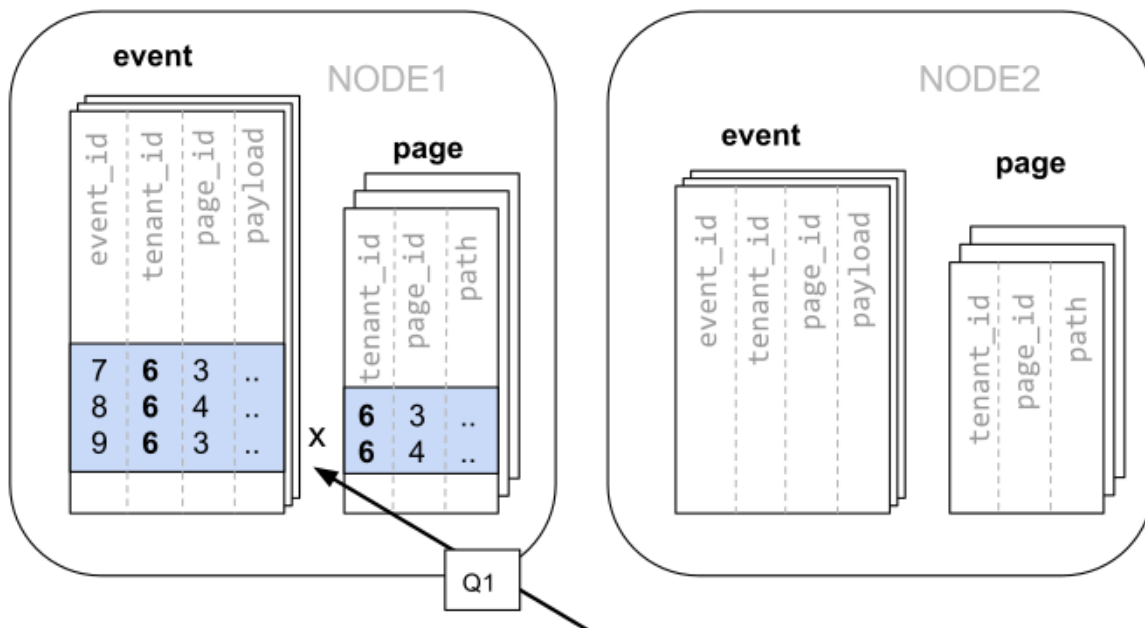 event
NODE1
event_id
tenant_id
page_id
payload
7 6 3 ..
8 6 4 ..
9 6 3 ..
x
page
tenant_id
page_id
path
6 3 ..
6 4 ..
Q1
NODE2
event
event_id
tenant_id
page_id
payload
page
tenant_id
page_id
path